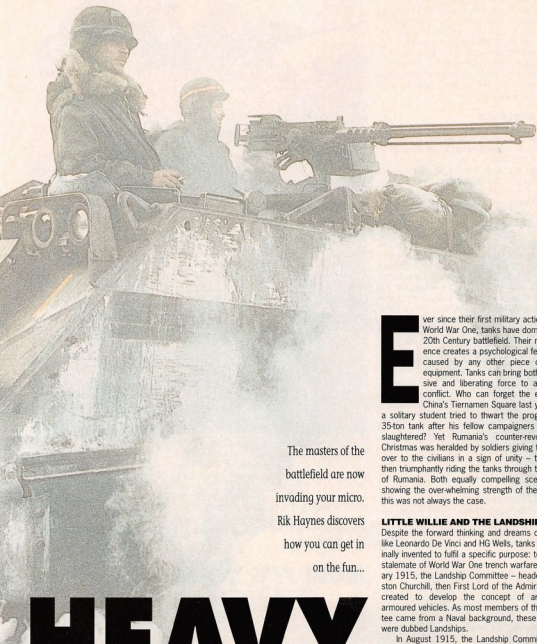 The masters of the
battlefield are now
invading your micro.
Rik Haynes discovers
how you can get in
on the fun...
HEAVY
Ever since their first military actio
World War One, tanks have dom
20th Century battlefield. Their
ence creates a psychological fe
caused by any other piece
equipment. Tanks can bring both
sive and liberating force to a
conflict. Who can forget the e
China's Tiernamen Square last y
a solitary student tried to thwart the prog
35-ton tank after his fellow campaigners
slaughtered? Yet Rumania's counter-revo
Christmas was heralded by soldiers giving
over to the civilians in a sign of unity – t
then triumphantly riding the tanks through t
of Rumania. Both equally compelling sce
showing the over-whelming strength of the
this was not always the case.
LITTLE WILLIE AND THE LANDSHIP
Despite the forward thinking and dreams o
like Leonardo De Vinci and HG Wells, tanks
inally invented to fulfil a specific purpose: t
stalemate of World War One trench warfare
ary 1915, the Landship Committee – heade
ston Churchill, then First Lord of the Admir
created to develop the concept of ar
armoured vehicles. As most members of th
tee came from a Naval background, these
were dubbed Landships.
In August 1915, the Landship Comm